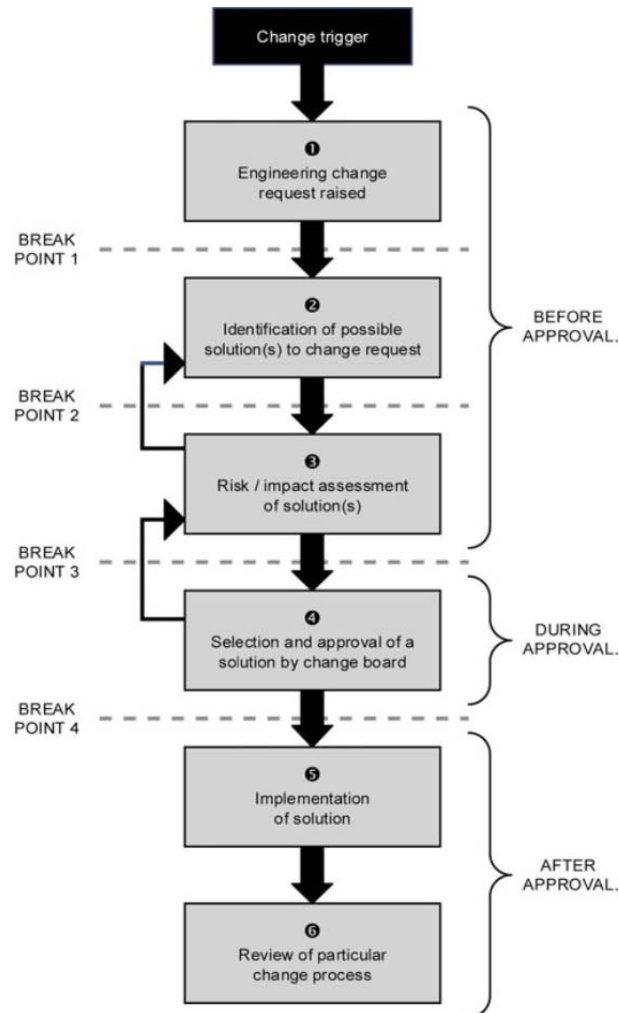 Change trigger
❶
Engineering change
request raised
BREAK
POINT 1
❷
Identification of possible
solution(s) to change request
BEFORE
APPROVAL.
BREAK
POINT 2
❸
Risk / impact assessment
of solution(s)
BREAK
POINT 3
❹
Selection and approval of a
solution by change board
DURING
APPROVAL.
BREAK
POINT 4
❺
Implementation
of solution
AFTER
APPROVAL.
❻
Review of particular
change process